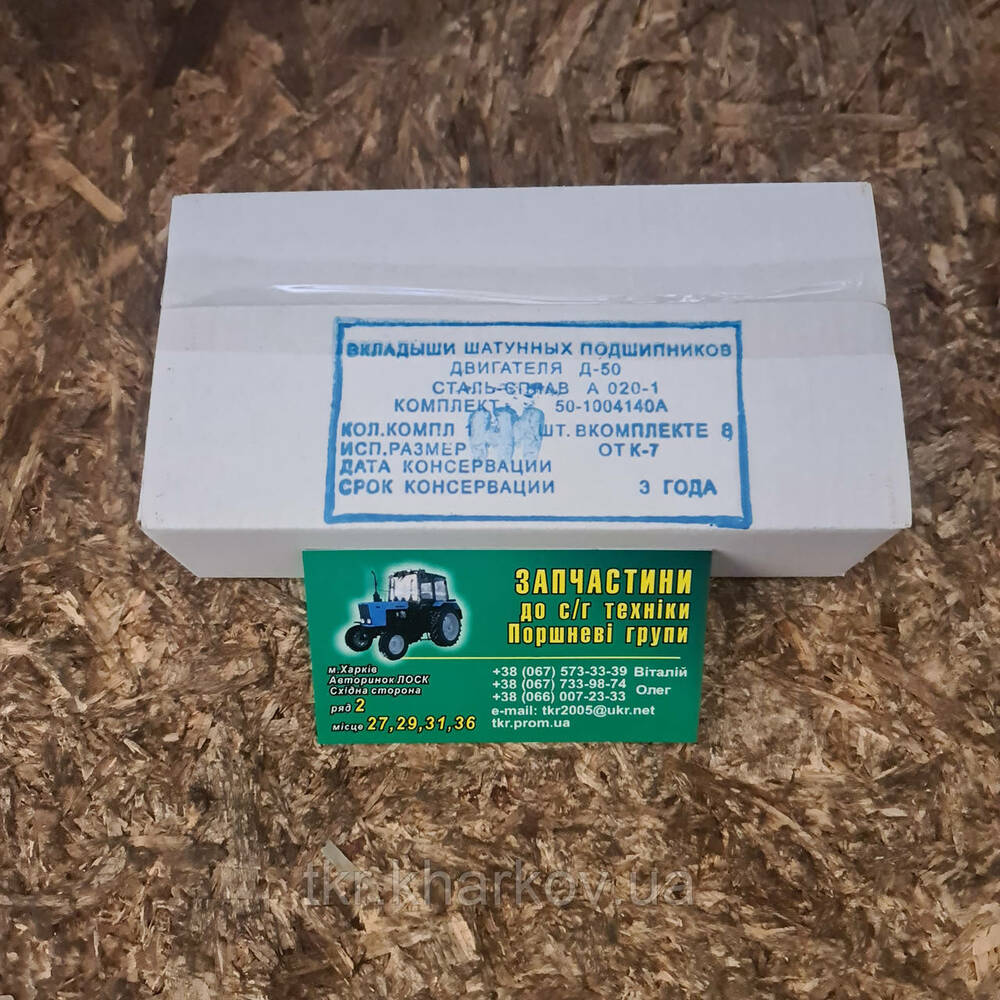 ВКЛАДЫШИ ШАТУННЫХ ПОДШИПНИКОВ
ДВИГАТЕЛЯ Д-50
СТАЛЬ-СПЛАВ А 020-1
КОМПЛЕКТ 50-1004140А
КОЛ.КОМПЛ 1 ШТ. ВКОМПЛЕКТЕ 8,
ИСП.РАЗМЕР ОТК-7
ДАТА КОНСЕРВАЦИИ
СРОК КОНСЕРВАЦИИ 3 ГОДА
ЗАПЧАСТИНИ
до с/г техніки
Поршневі групи
м.Харків
Авторинок ЛОСК
Східна сторона
ряд 2
місце 27,29,31,36
+38 (067) 573-33-39 Віталій
+38 (067) 733-98-74
+38 (066) 007-23-33 Олег
e-mail: tkr2005@ukr.net
tkr.prom.ua
tkr.kharkov.ua